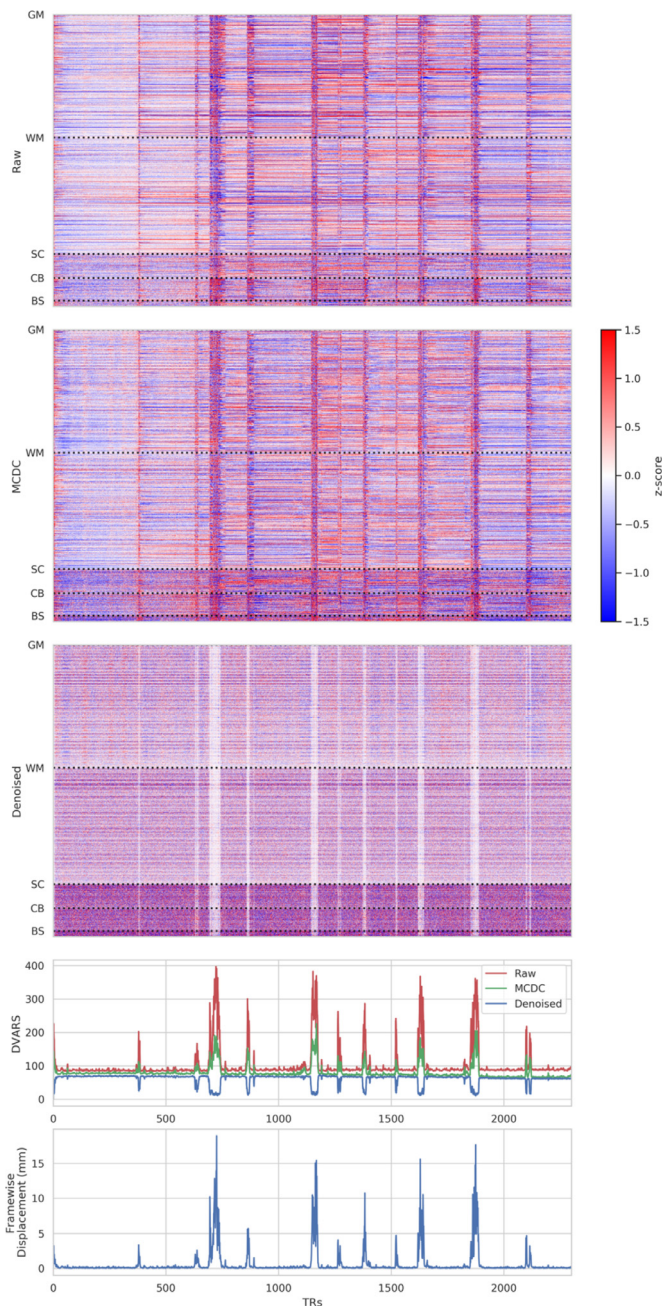 GM
WM
Raw
SC
CB
BS
GM
WM
MCDC
SC
CB
BS
1.5
1.0
0.5
0.0
−0.5
−1.0
−1.5
z-score
GM
WM
Denoised
SC
CB
BS
400
300
200
100
0
DVARS
Raw
MCDC
Denoised
0
500
1000
1500
2000
15
10
5
0
Framewise
Displacement (mm)
0
500
1000
1500
2000
TRs